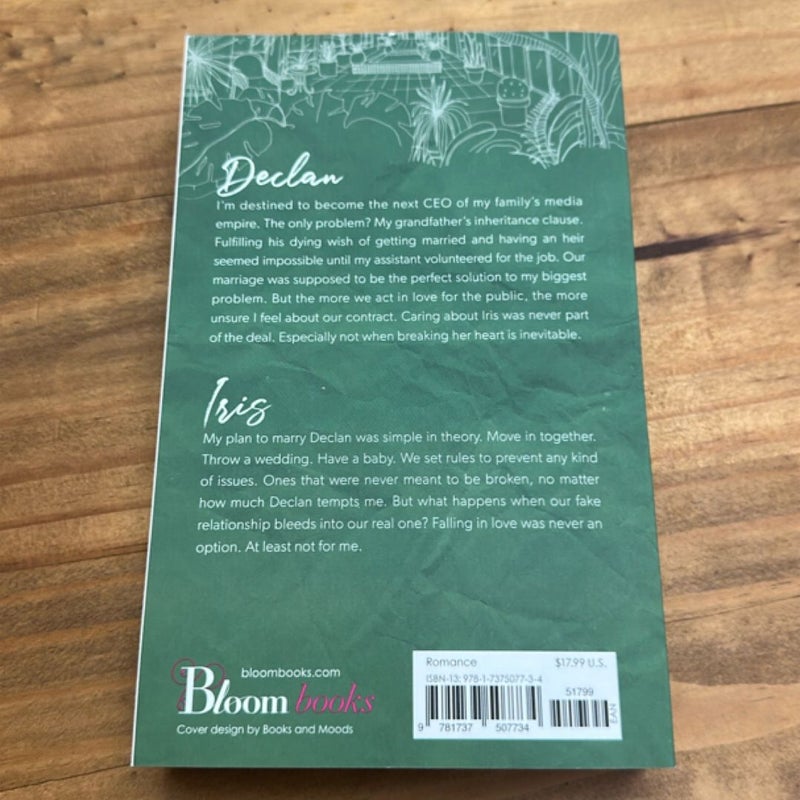 Declan
I'm destined to become the next CEO of my family's media
empire. The only problem? My grandfather's inheritance clause.
Fulfilling his dying wish of getting married and having an heir
seemed impossible until my assistant volunteered for the job. Our
marriage was supposed to be the perfect solution to my biggest
problem. But the more we act in love for the public, the more
unsure I feel about our contract. Caring about Iris was never part
of the deal. Especially not when breaking her heart is inevitable.
Iris
My plan to marry Declan was simple in theory. Move in together.
Throw a wedding. Have a baby. We set rules to prevent any kind
of issues. Ones that were never meant to be broken, no matter
how much Declan tempts me. But what happens when our fake
relationship bleeds into our real one? Falling in love was never an
option. At least not for me.
bloombooks.com
Bloom books
Cover design by Books and Moods
Romance $17.99 U.S.
ISBN-13: 978-1-7375077-3-4
51799
EAN
9 781737 507734